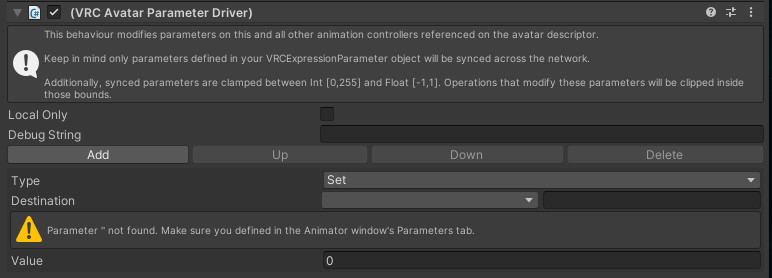 (VRC Avatar Parameter Driver)
This behaviour modifies parameters on this and all other animation controllers referenced on the avatar descriptor.
Keep in mind only parameters defined in your VRCExpressionParameter object will be synced across the network.
Additionally, synced parameters are clamped between Int [0,255] and Float [-1,1]. Operations that modify these parameters will be clipped inside
those bounds.
Local Only
Debug String
Add Up Down Delete
Type Set
Destination
Parameter '' not found. Make sure you defined in the Animator window's Parameters tab.
Value 0